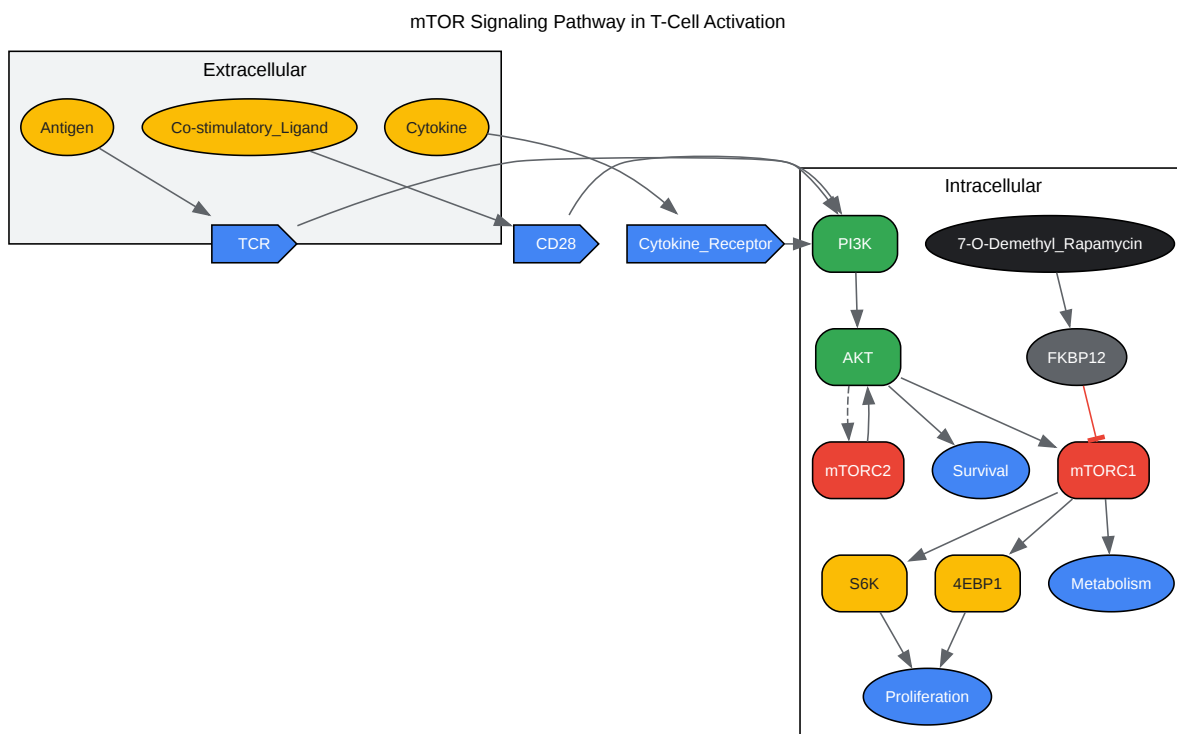 mTOR Signaling Pathway in T-Cell Activation
Extracellular
Antigen
Co-stimulatory_Ligand
Cytokine
Intracellular
TCR
CD28
Cytokine_Receptor
PI3K
7-O-Demethyl_Rapamycin
AKT
FKBP12
mTORC2
Survival
mTORC1
S6K
4EBP1
Metabolism
Proliferation